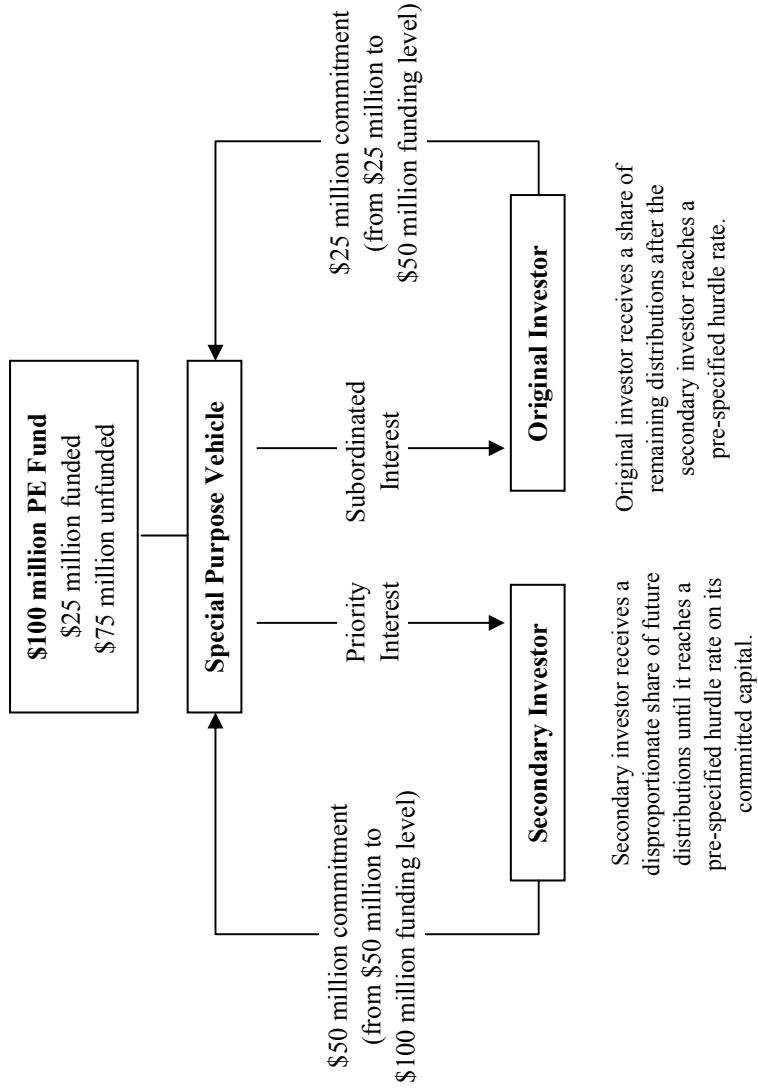 $100 million PE Fund
$25 million funded
$75 million unfunded
Special Purpose Vehicle
$50 million commitment
(from $50 million to
$100 million funding level)
Priority
Interest
Subordinated
Interest
$25 million commitment
(from $25 million to
$50 million funding level)
Secondary Investor
Original Investor
Secondary investor receives a
disproportionate share of future
distributions until it reaches a
pre-specified hurdle rate on its
committed capital.
Original investor receives a share of
remaining distributions after the
secondary investor reaches a
pre-specified hurdle rate.